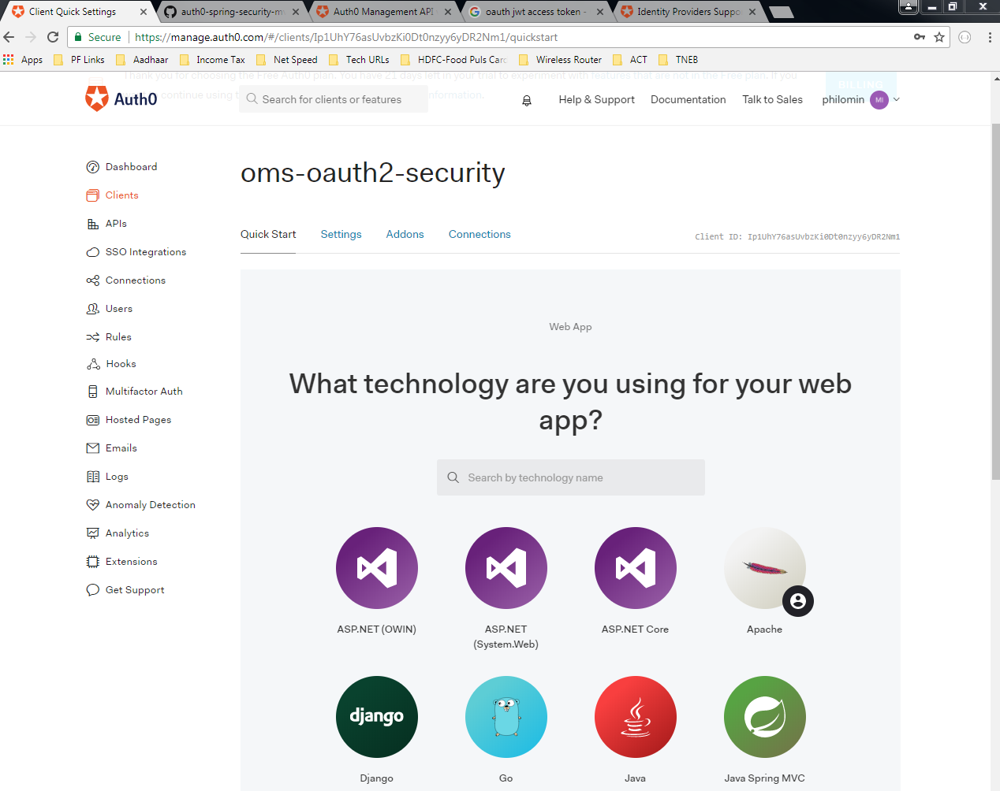 Client Quick Settings
auth0-spring-security-m
Auth0 Management API
oauth jwt access token -
Identity Providers Suppo
Secure
https://manage.auth0.com/#/clients/Ip1UhY76asUvbzKi0Dt0nzyy6yDR2Nm1/quickstart
Apps
PF Links
Aadhaar
Income Tax
Net Speed
Tech URLs
HDFC-Food Puls Card
Wireless Router
ACT
TNEB
Thank you for choosing the Free Auth0 plan. You have 21 days left in your trial to experiment with features that are not in the Free plan. If you
continue using
information.
BILLING
Auth0
Search for clients or features
Help & Support
Documentation
Talk to Sales
philomin
MI
Dashboard
Clients
APIs
SSO Integrations
Connections
Users
Rules
Hooks
Multifactor Auth
Hosted Pages
Emails
Logs
Anomaly Detection
Analytics
Extensions
Get Support
oms-oauth2-security
Quick Start
Settings
Addons
Connections
Client ID: Ip1UhY76asUvbzKi0Dt0nzyy6yDR2Nm1
Web App
What technology are you using for your web
app?
Search by technology name
ASP.NET (OWIN)
ASP.NET
(System.Web)
ASP.NET Core
Apache
django
Django
Go
Java
Java Spring MVC